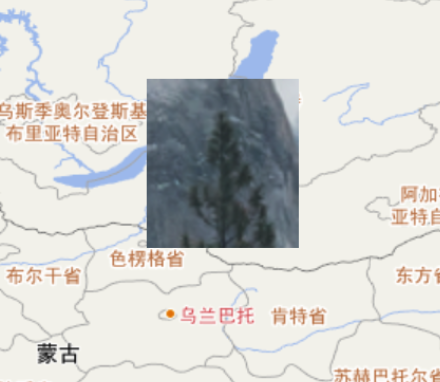 乌斯季奥尔登斯基
布里亚特自治区
阿加
亚特自
色楞格省
布尔干省
东方省
乌兰巴托
肯特省
蒙古
苏赫巴托尔省